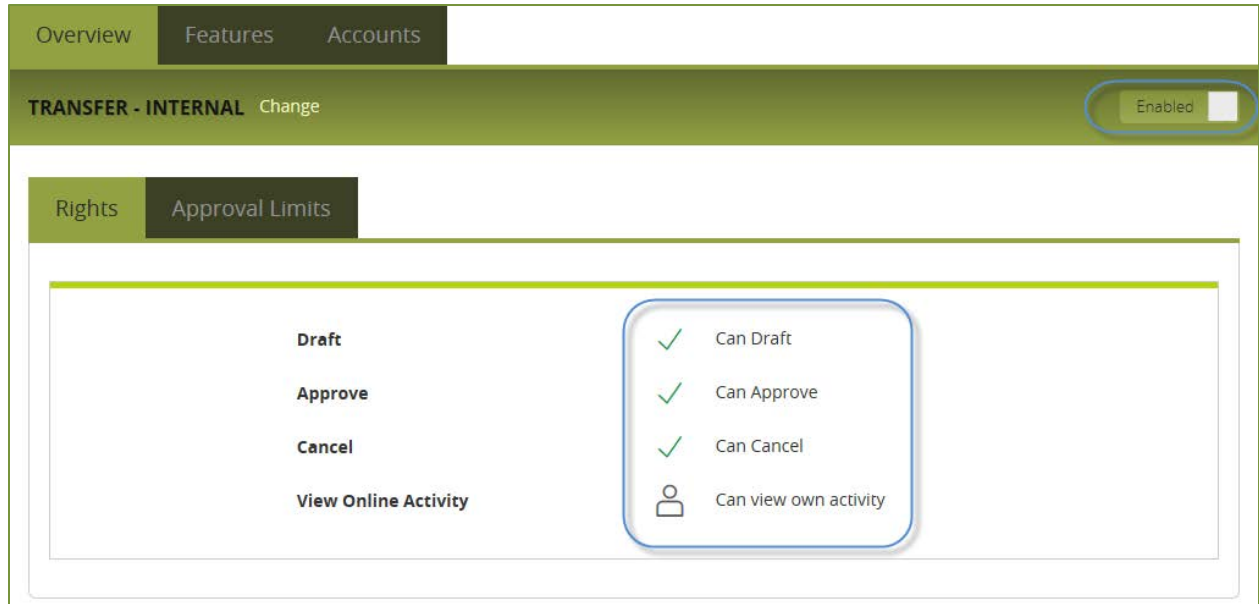 Overview Features Accounts
TRANSFER - INTERNAL Change Enabled
Rights Approval Limits
Draft Can Draft
Approve Can Approve
Cancel Can Cancel
View Online Activity Can view own activity